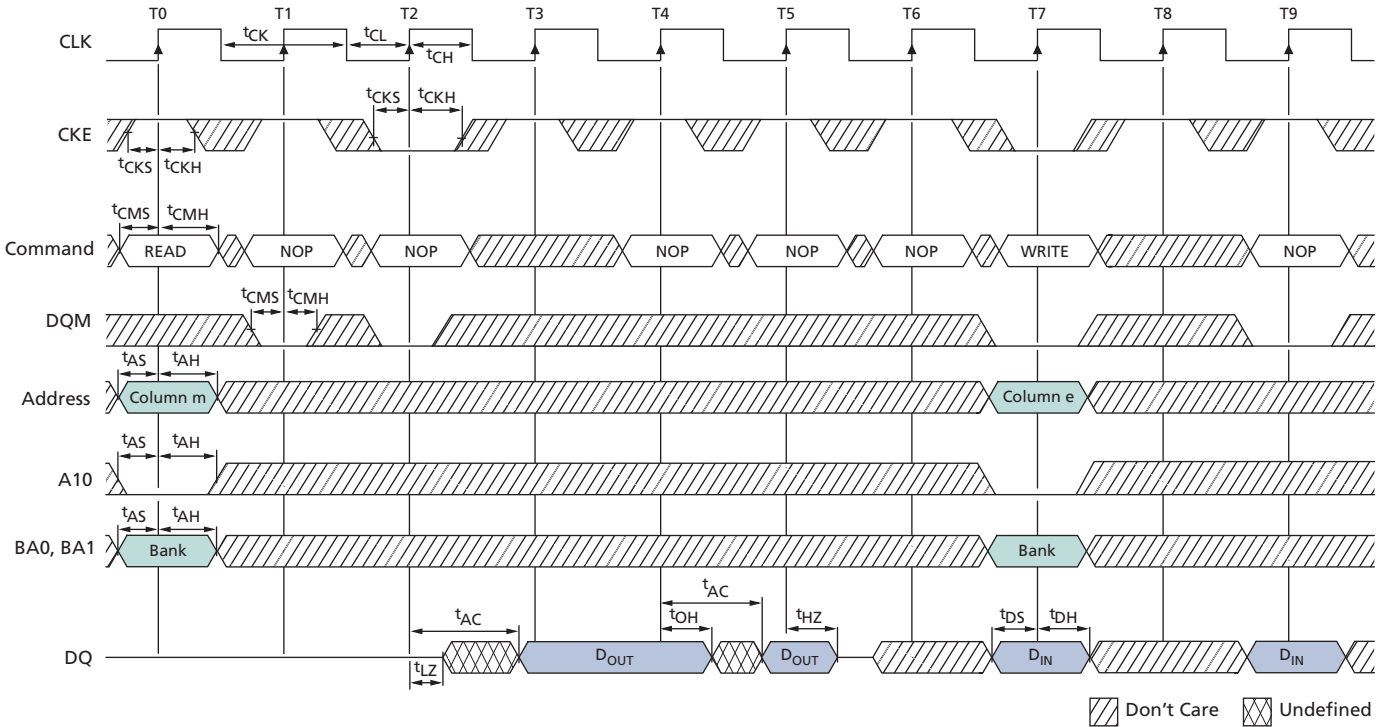 T0 T1 T2 T3 T4 T5 T6 T7 T8 T9
CLK tCK tCL
tCH
tCKS tCKH
CKE
tCKS tCKH
tCMS tCMH
Command READ NOP NOP NOP NOP NOP WRITE NOP
tCMS tCMH
DQM
tAS tAH
Address Column m Column e
tAS tAH
A10
tAS tAH
BA0, BA1 Bank Bank
tAC tAC tOH tHZ tDS tDH
DQ DOUT DOUT DIN DIN
tLZ
Don't Care Undefined